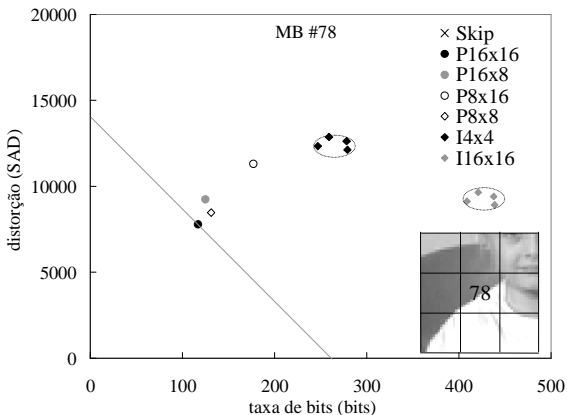 MB #78
Skip
P16x16
P16x8
P8x16
P8x8
I4x4
I16x16
20000
15000
10000
5000
0
distorção (SAD)
78
0 100 200 300 400 500
taxa de bits (bits)